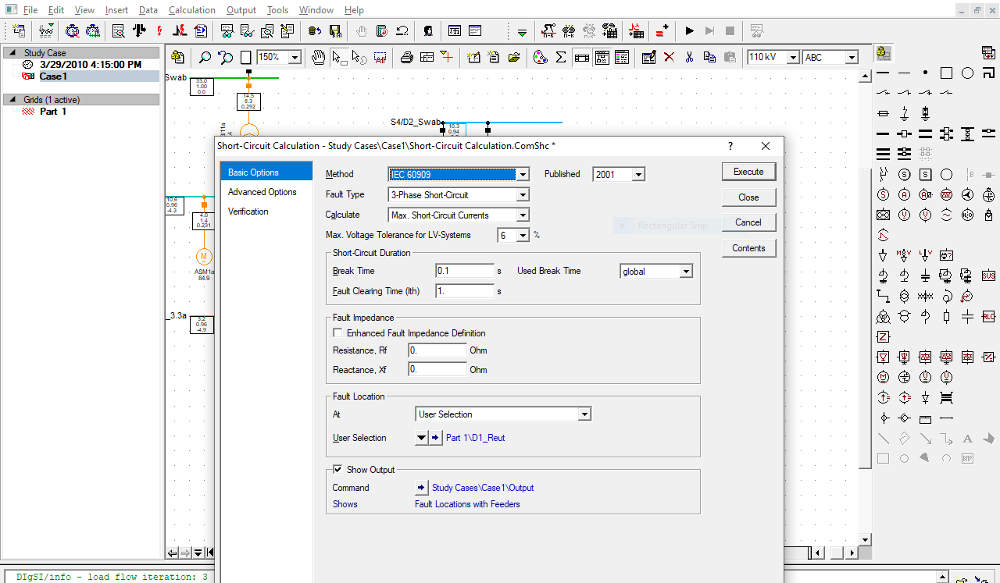 File Edit View Insert Data Calculation Output Tools Window Help
Study Case
3/29/2010 4:15:00 PM
Case1
Grids (1 active)
Part 1
150%
110 kV
ABC
Swab
33.0
1.00
0.0
14.5
8.3
0.292
S4/D2_Swab
10.3
0.94
10.6
0.96
-4.3
4.0
1.4
0.231
M
ASM1a
84.9
_3.3a
3.2
0.96
-4.9
Short-Circuit Calculation - Study Cases\Case1\Short-Circuit Calculation.ComShc *
? 
Basic Options
Advanced Options
Verification
Method IEC 60909 Published 2001
Fault Type 3-Phase Short-Circuit
Calculate Max. Short-Circuit Currents
Max. Voltage Tolerance for LV-Systems 6 %
Execute
Close
Cancel
Contents
Rectangular Snip
Short-Circuit Duration
Break Time 0.1 s Used Break Time global
Fault Clearing Time (Ith) 1. s
Fault Impedance
Enhanced Fault Impedance Definition
Resistance, Rf 0. Ohm
Reactance, Xf 0. Ohm
Fault Location
At User Selection
User Selection Part 1\D1_Reut
Show Output
Command Study Cases\Case1\Output
Shows Fault Locations with Feeders
SUS
RLC
Z
A
BMP
DIgSI/info - load flow iteration: 3